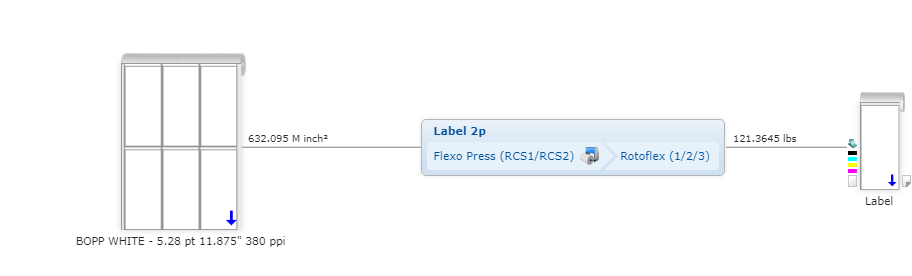 Label 2p
632.095 M inch²
Flexo Press (RCS1/RCS2) Rotoflex (1/2/3)
121.3645 lbs
Label
BOPP WHITE - 5.28 pt 11.875" 380 ppi